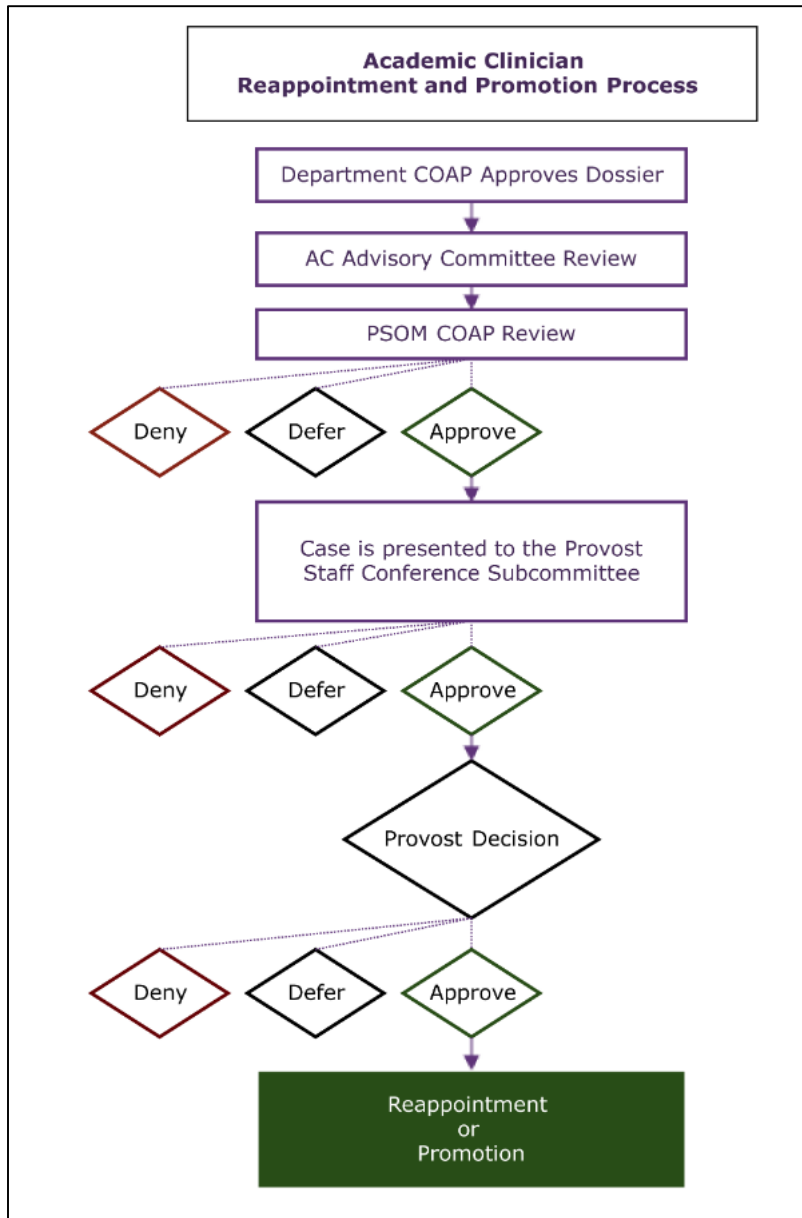 Academic Clinician
Reappointment and Promotion Process
Department COAP Approves Dossier
AC Advisory Committee Review
PSOM COAP Review
Deny
Defer
Approve
Case is presented to the Provost
Staff Conference Subcommittee
Deny
Defer
Approve
Provost Decision
Deny
Defer
Approve
Reappointment
or
Promotion